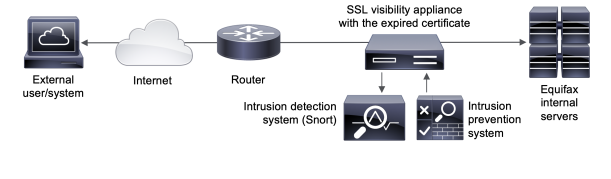 SSL visibility appliance
with the expired certificate
External
user/system
Internet
Router
Equifax
internal
servers
Intrusion detection
system (Snort)
Intrusion
prevention
system